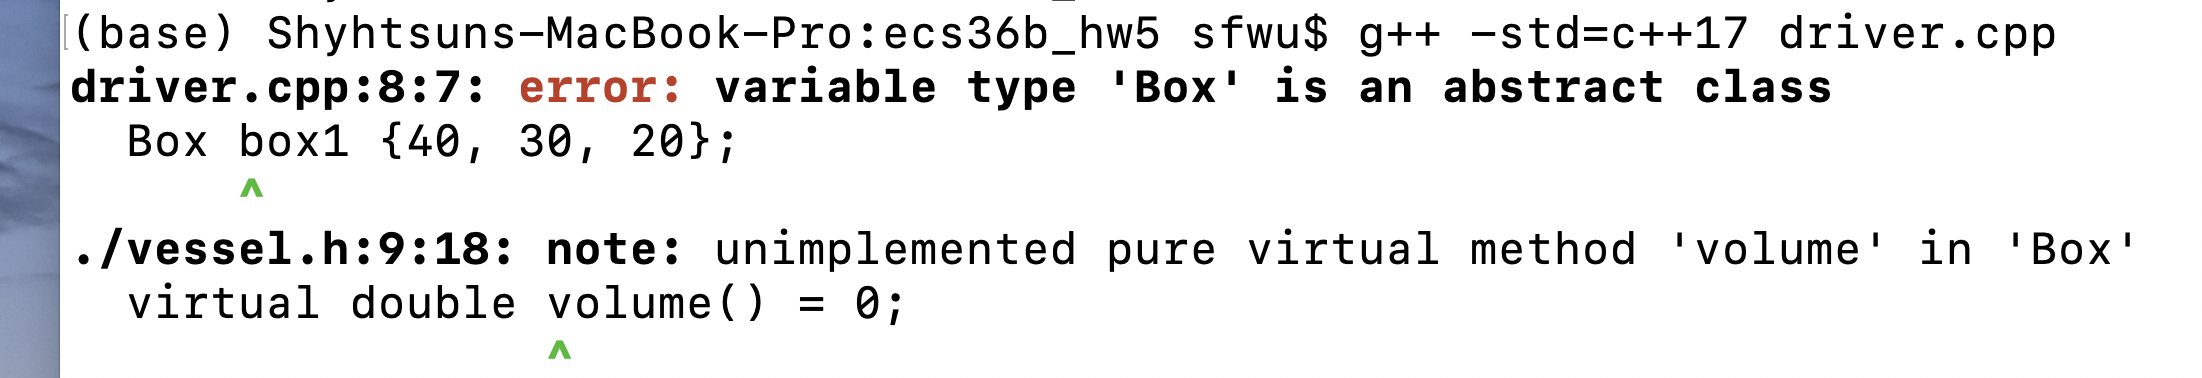 (base) Shyhtsuns-MacBook-Pro:ecs36b_hw5 sfwu$ g++ -std=c++17 driver.cpp
driver.cpp:8:7: error: variable type 'Box' is an abstract class
  Box box1 {40, 30, 20};
      ^
./vessel.h:9:18: note: unimplemented pure virtual method 'volume' in 'Box'
  virtual double volume() = 0;
                 ^